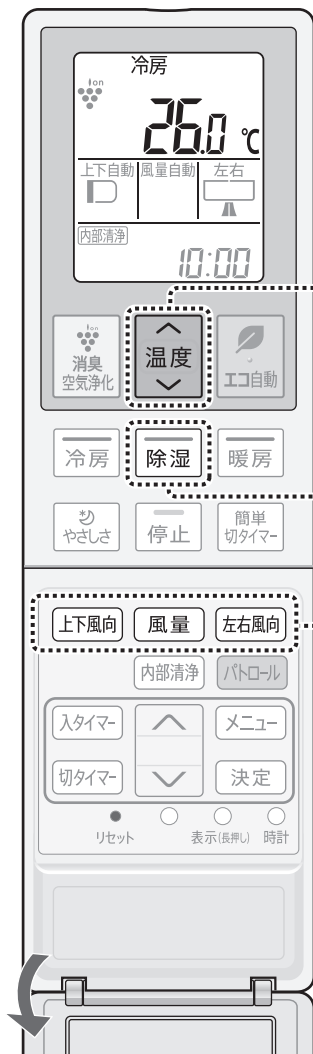 冷房
ion
26.0 ℃
上下自動 風量自動 左右
内部清浄
10:00
ion
消臭
空気浄化
温度
エコ自動
冷房 除湿 暖房
やさしさ 停止 簡単
切タイマー
上下風向 風量 左右風向
内部清浄 パトロール
入タイマー メニュー
切タイマー 決定
リセット 表示(長押し) 時計